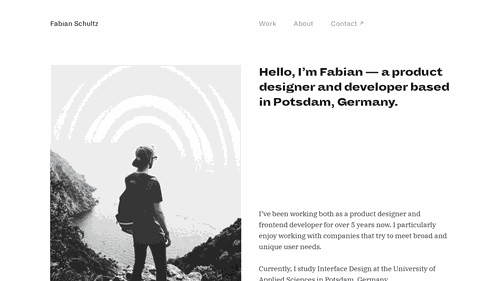 Fabian Schultz
Work About Contact ↗
Hello, I’m Fabian — a product
designer and developer based
in Potsdam, Germany.
I’ve been working both as a product designer and
frontend developer for over 5 years now. I particularly
enjoy working with companies that try to meet broad and
unique user needs.
Currently, I study Interface Design at the University of
Applied Sciences in Potsdam, Germany.